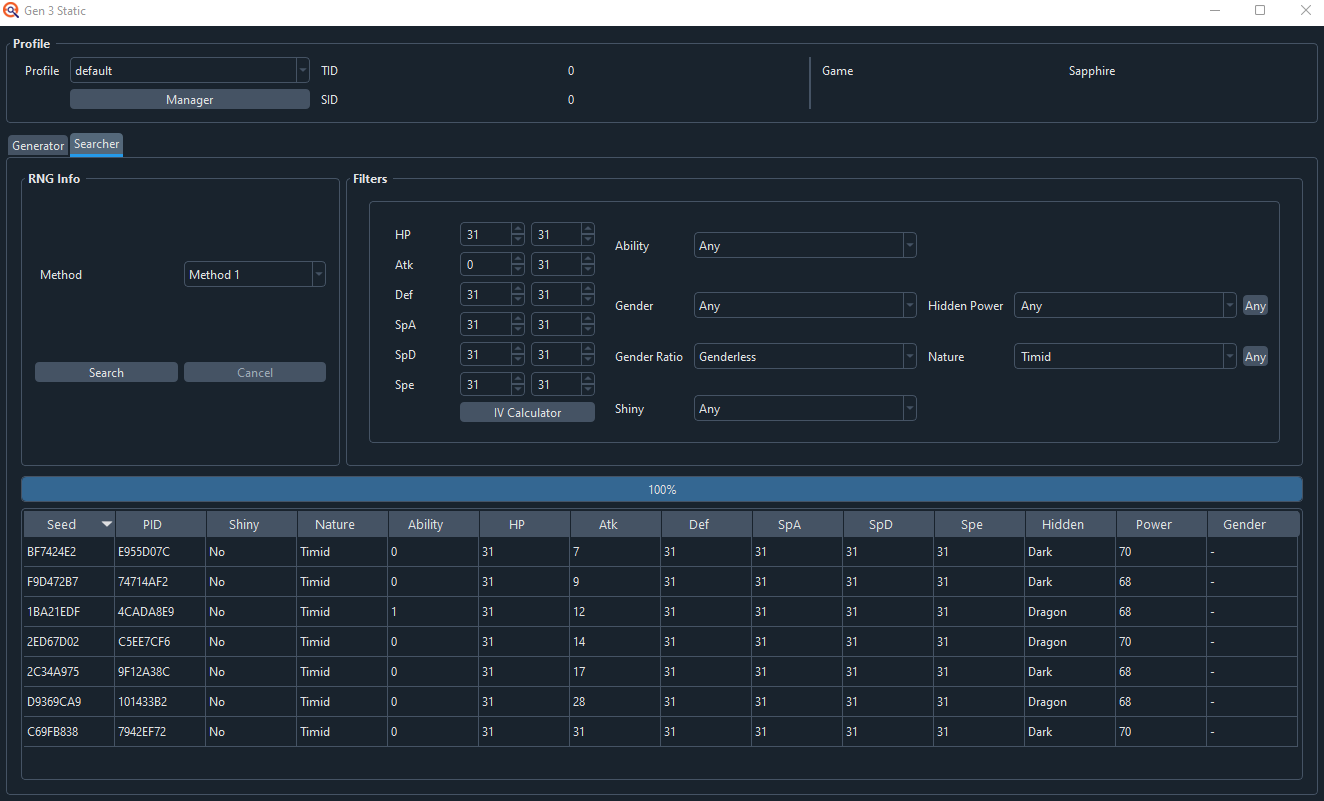 Gen 3 Static
Profile
Profile default TID 0 Game Sapphire
Manager SID 0
Generator Searcher
RNG Info
Method Method 1
Search Cancel
Filters
HP 31 31
Atk 0 31
Def 31 31
SpA 31 31
SpD 31 31
Spe 31 31
IV Calculator
Ability Any
Gender Any Hidden Power Any Any
Gender Ratio Genderless Nature Timid Any
Shiny Any
100%
Seed PID Shiny Nature Ability HP Atk Def SpA SpD Spe Hidden Power Gender
BF7424E2 E955D07C No Timid 0 31 7 31 31 31 31 Dark 70 -
F9D472B7 74714AF2 No Timid 0 31 9 31 31 31 31 Dark 68 -
1BA21EDF 4CADA8E9 No Timid 1 31 12 31 31 31 31 Dragon 68 -
2ED67D02 C5EE7CF6 No Timid 0 31 14 31 31 31 31 Dragon 70 -
2C34A975 9F12A38C No Timid 0 31 17 31 31 31 31 Dark 68 -
D9369CA9 101433B2 No Timid 0 31 28 31 31 31 31 Dragon 68 -
C69FB838 7942EF72 No Timid 0 31 31 31 31 31 31 Dark 70 -